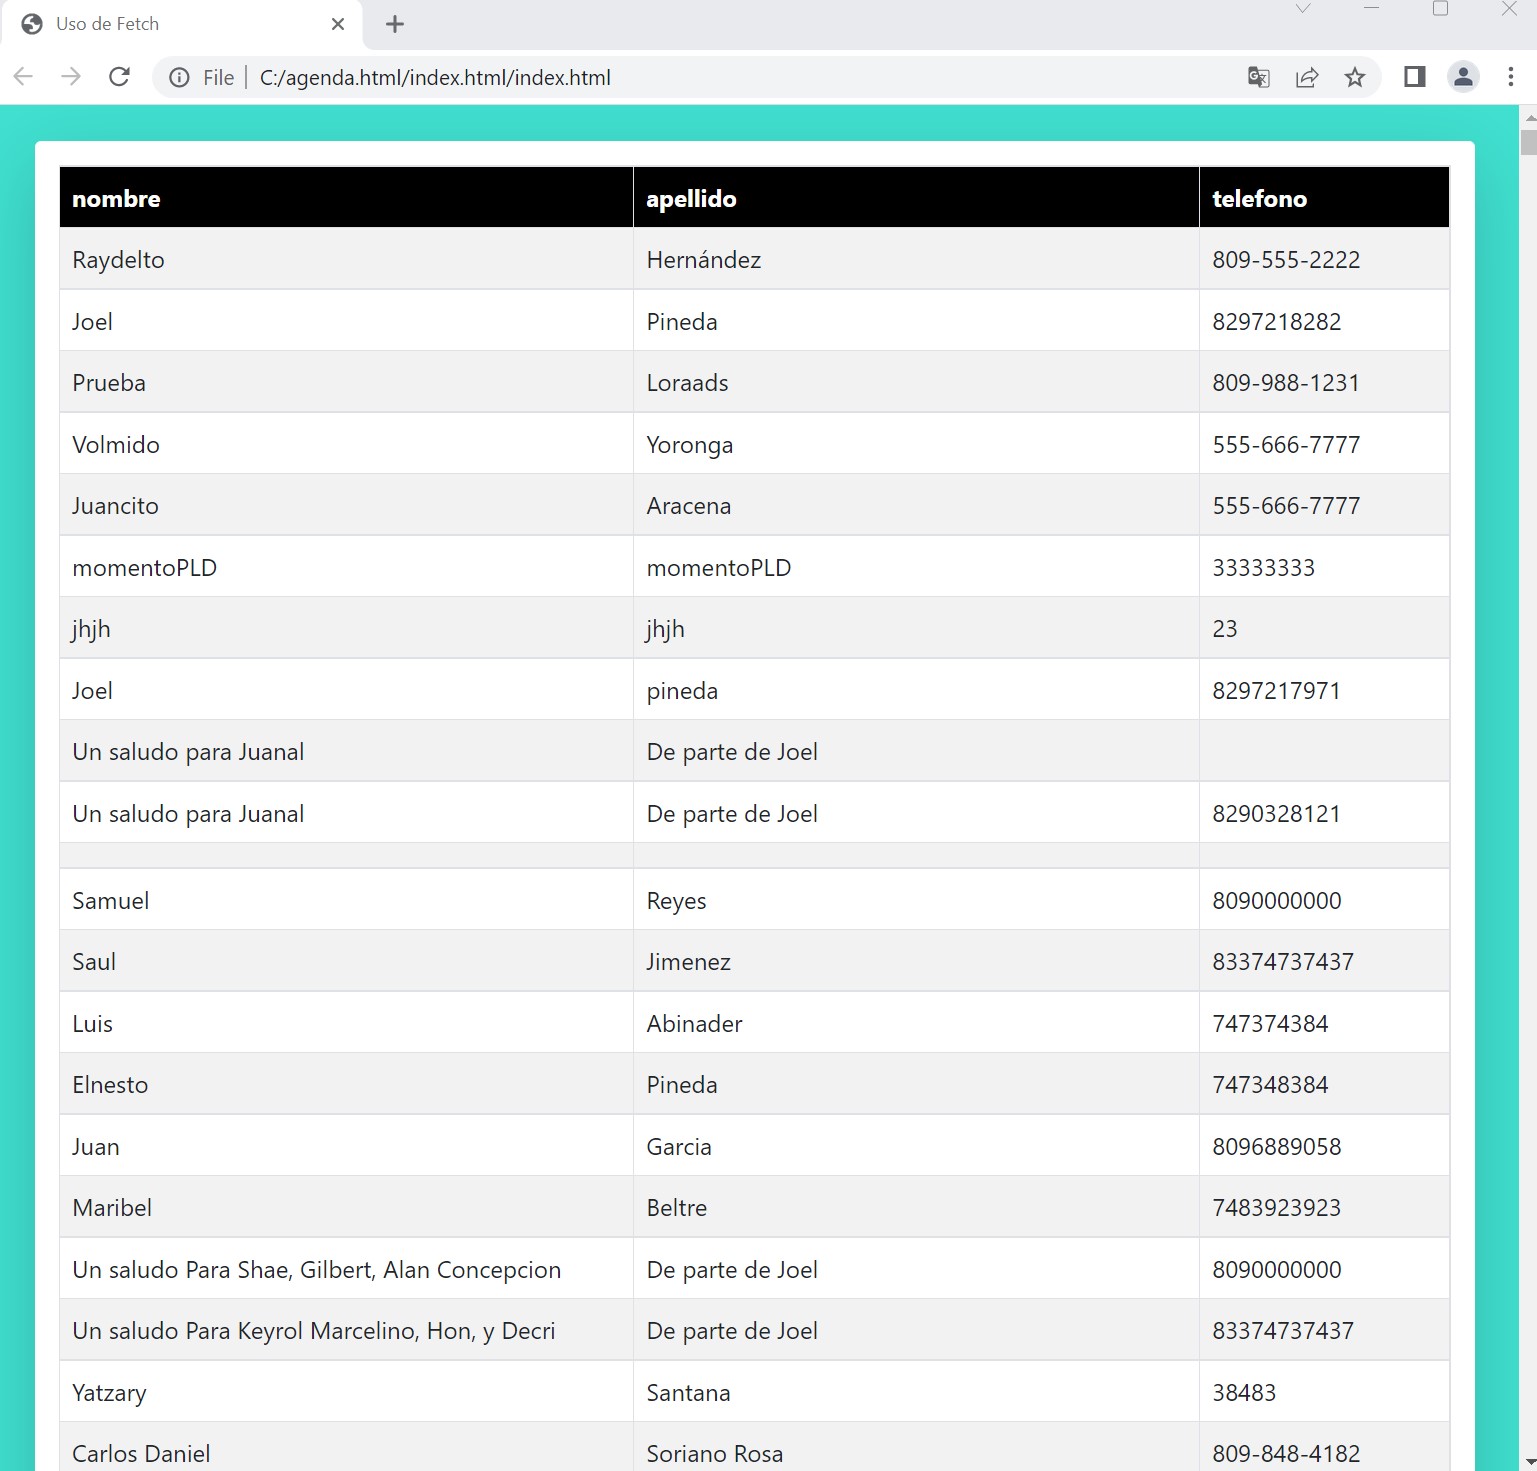 Uso de Fetch
File C:/agenda.html/index.html/index.html
nombre apellido telefono
Raydelto Hernández 809-555-2222
Joel Pineda 8297218282
Prueba Loraads 809-988-1231
Volmido Yoronga 555-666-7777
Juancito Aracena 555-666-7777
momentoPLD momentoPLD 33333333
jhjh jhjh 23
Joel pineda 8297217971
Un saludo para Juanal De parte de Joel
Un saludo para Juanal De parte de Joel 8290328121
Samuel Reyes 8090000000
Saul Jimenez 83374737437
Luis Abinader 747374384
Elnesto Pineda 747348384
Juan Garcia 8096889058
Maribel Beltre 7483923923
Un saludo Para Shae, Gilbert, Alan Concepcion De parte de Joel 8090000000
Un saludo Para Keyrol Marcelino, Hon, y Decri De parte de Joel 83374737437
Yatzary Santana 38483
Carlos Daniel Soriano Rosa 809-848-4182